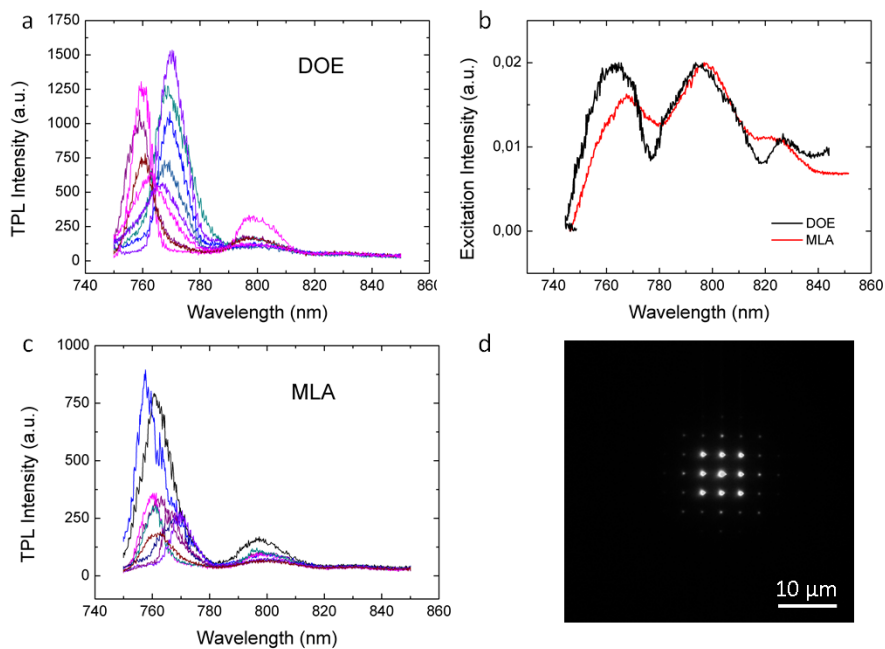 a
DOE
TPL Intensity (a.u.)
1500
1250
1000
750
500
250
0
740 760 780 800 820 840 860
Wavelength (nm)
b
Excitation Intensity (a.u.)
0,02
0,01
0,00
DOE
MLA
740 760 780 800 820 840 860
Wavelength (nm)
c
MLA
TPL Intensity (a.u.)
1000
750
500
250
0
740 760 780 800 820 840 860
Wavelength (nm)
d
10 µm